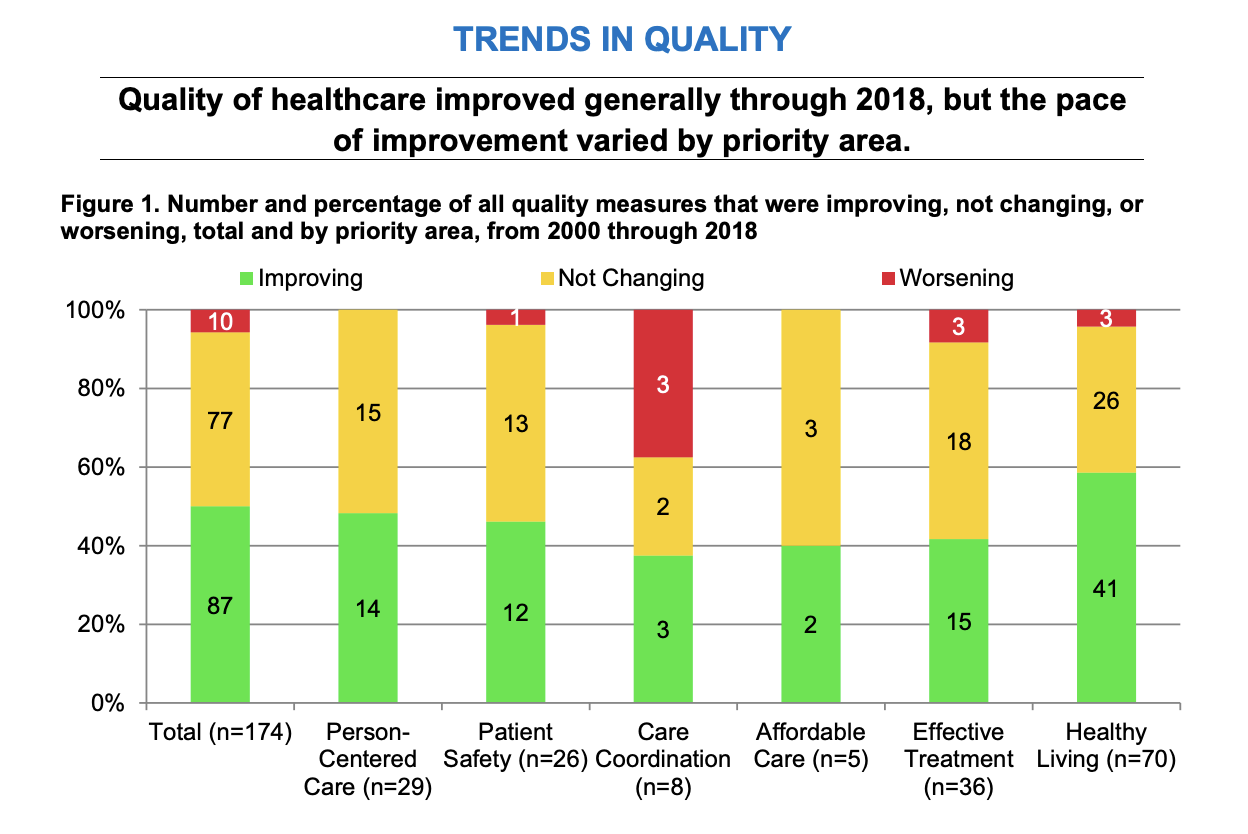 TRENDS IN QUALITY
Quality of healthcare improved generally through 2018, but the pace
of improvement varied by priority area.
Figure 1. Number and percentage of all quality measures that were improving, not changing, or
worsening, total and by priority area, from 2000 through 2018
Improving
Not Changing
Worsening
100%
80%
60%
40%
20%
0%
10
77
87
15
14
1
13
12
3
2
3
3
2
3
18
15
3
26
41
Total (n=174)
Person-
Centered
Care (n=29)
Patient
Safety (n=26)
Care
Coordination
(n=8)
Affordable
Care (n=5)
Effective
Treatment
(n=36)
Healthy
Living (n=70)